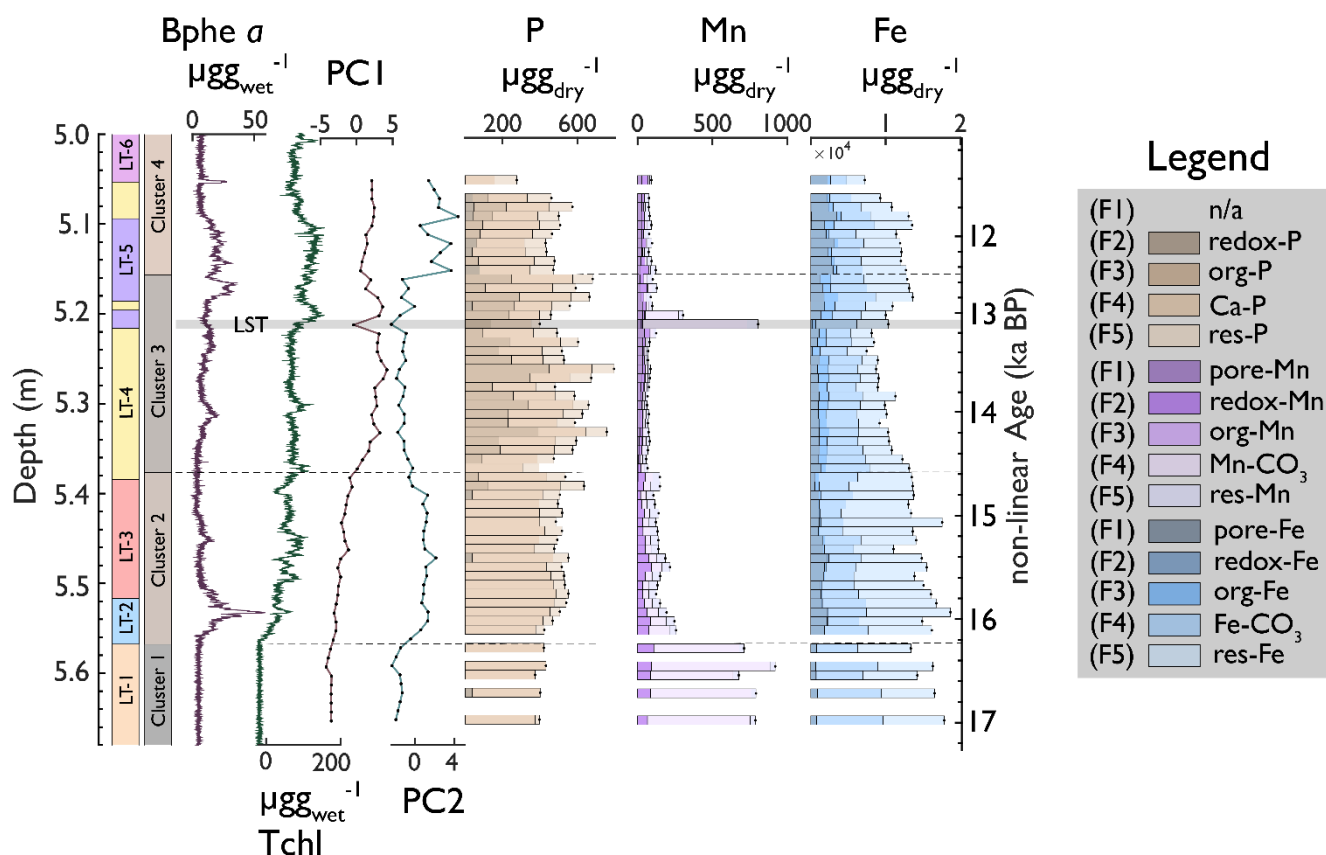 Bphe a
µgg_wet^-1
0 50
PC1
-5 0 5
P
µgg_dry^-1
200 600
Mn
µgg_dry^-1
0 500 1000
Fe
µgg_dry^-1
1 2
×10^4
Depth (m)
5.0
5.1
5.2
5.3
5.4
5.5
5.6
LT-6
LT-5
LT-4
LT-3
LT-2
LT-1
Cluster 4
Cluster 3
Cluster 2
Cluster 1
LST
12
13
14
15
16
17
non-linear Age (ka BP)
0 200
µgg_wet^-1
Tchl
0 4
PC2
Legend
(F1) n/a
(F2) redox-P
(F3) org-P
(F4) Ca-P
(F5) res-P
(F1) pore-Mn
(F2) redox-Mn
(F3) org-Mn
(F4) Mn-CO3
(F5) res-Mn
(F1) pore-Fe
(F2) redox-Fe
(F3) org-Fe
(F4) Fe-CO3
(F5) res-Fe